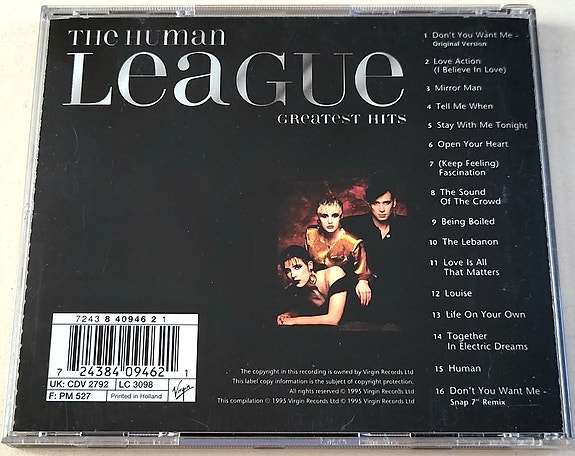 THE HUMAN
LEAGUE
GREATEST HITS
1 Don't You Want Me -
Original Version
2 Love Action
(I Believe In Love)
3 Mirror Man
4 Tell Me When
5 Stay With Me Tonight
6 Open Your Heart
7 (Keep Feeling)
Fascination
8 The Sound
Of The Crowd
9 Being Boiled
10 The Lebanon
11 Love Is All
That Matters
12 Louise
13 Life On Your Own
14 Together
In Electric Dreams
15 Human
16 Don't You Want Me -
Snap 7" Remix
7243 8 40946 2 1
7 24384 09462 1
UK: CDV 2792 LC 3098
F: PM 527 Printed in Holland
Virgin
The copyright in this recording is owned by Virgin Records Ltd
This label copy information is the subject of copyright protection.
All rights reserved © 1995 Virgin Records Ltd
This compilation ℗ 1995 Virgin Records Ltd © 1995 Virgin Records Ltd